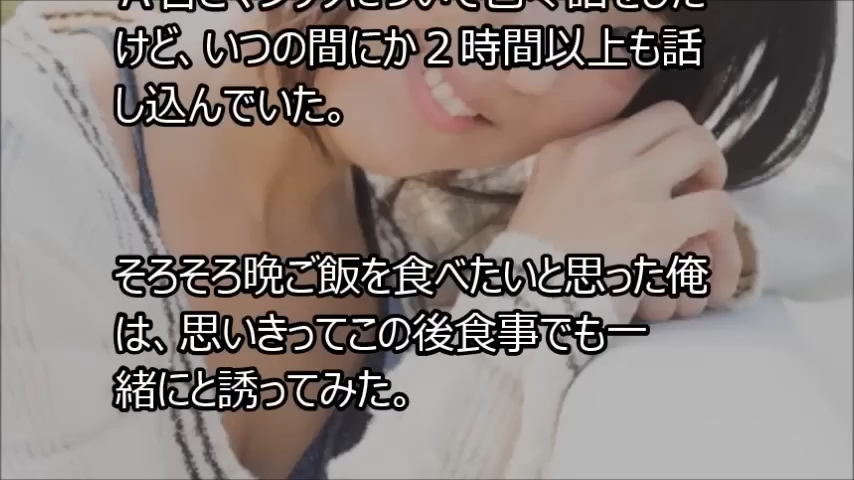 けど、いつの間にか２時間以上も話
し込んでいた。
そろそろ晩ご飯を食べたいと思った俺
は、思いきってこの後食事でも一
緒にと誘ってみた。